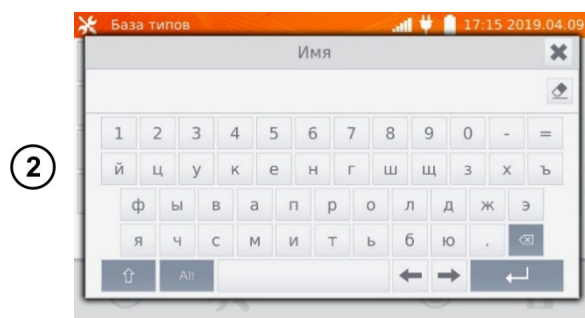 База типов 17:15 2019.04.09
Имя
2
1 2 3 4 5 6 7 8 9 0 - =
й ц у к е н г ш щ з х ъ
ф ы в а п р о л д ж э
я ч с м и т ь б ю .
Alt